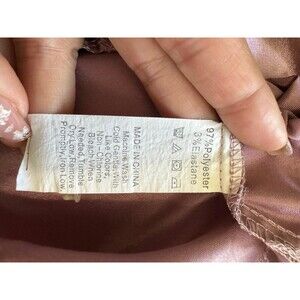 97%Polyester
3%Elastane
MADE IN CHINA
Machine Wash
Cold Gentle With
Like Colors,
Non-Chlorine
Bleach When
Needed, Tumble
Dry Low, Remove
Promptly, Iron Low.